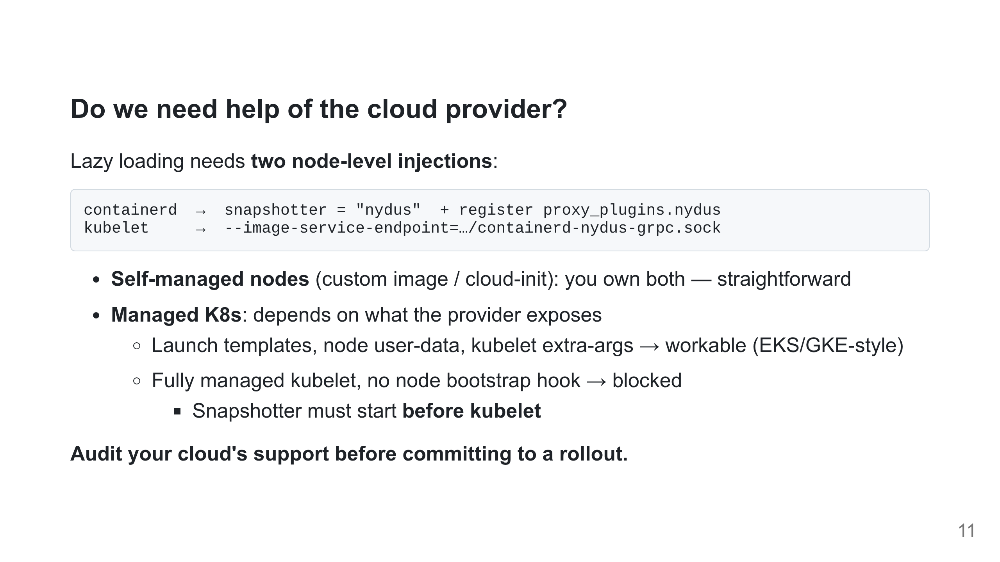 Do we need help of the cloud provider?
Lazy loading needs two node-level injections:
containerd  →  snapshotter = "nydus"  + register proxy_plugins.nydus
kubelet     →  --image-service-endpoint=…/containerd-nydus-grpc.sock
• Self-managed nodes (custom image / cloud-init): you own both — straightforward
• Managed K8s: depends on what the provider exposes
◦ Launch templates, node user-data, kubelet extra-args → workable (EKS/GKE-style)
◦ Fully managed kubelet, no node bootstrap hook → blocked
▪ Snapshotter must start before kubelet
Audit your cloud's support before committing to a rollout.
11